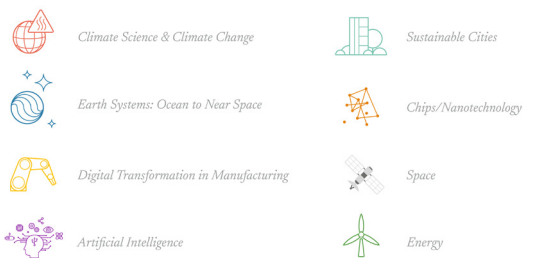 Climate Science & Climate Change
Sustainable Cities
Earth Systems: Ocean to Near Space
Chips/Nanotechnology
Digital Transformation in Manufacturing
Space
Artificial Intelligence
Energy